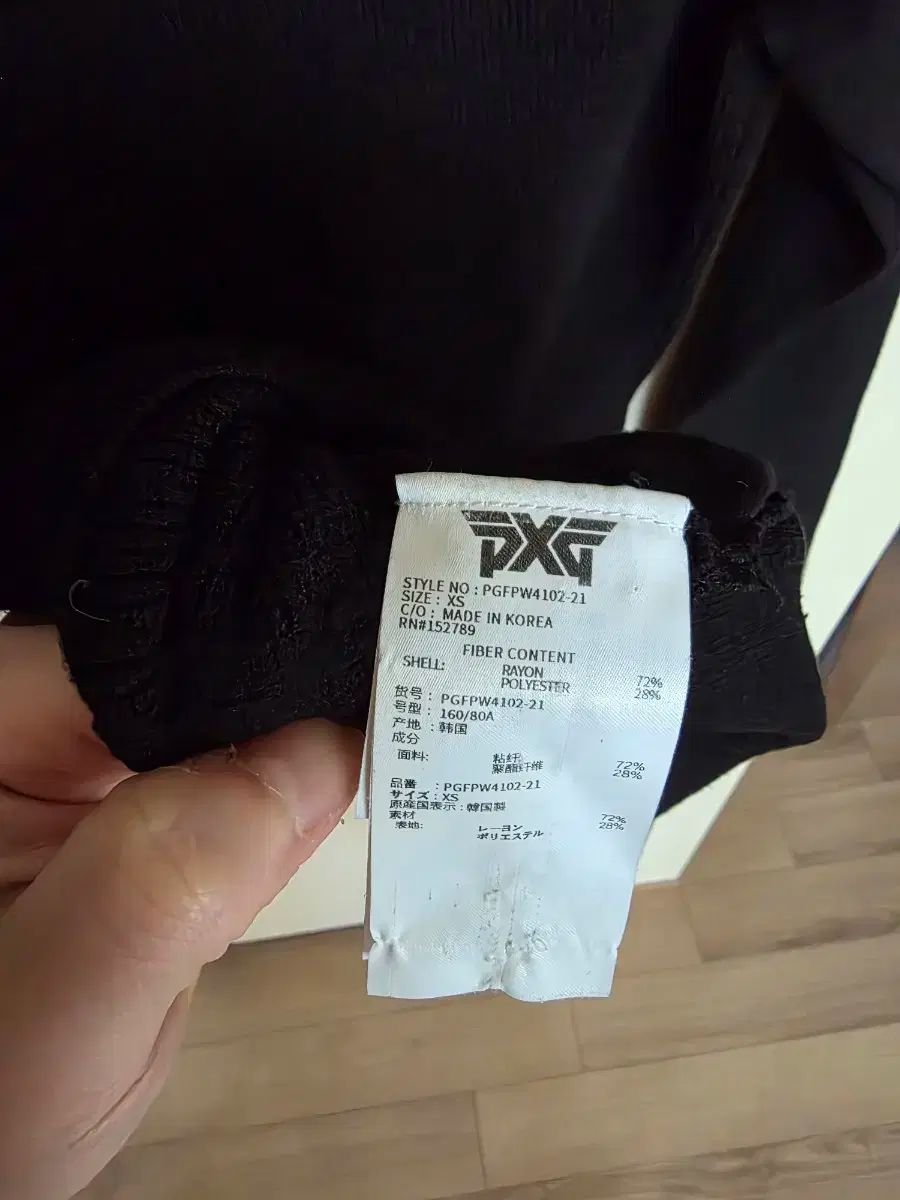 PXG
STYLE NO : PGFPW4102-21
SIZE : XS
C/O : MADE IN KOREA
RN#152789
FIBER CONTENT
SHELL: RAYON 72%
POLYESTER 28%
货号 : PGFPW4102-21
号型 : 160/80A
产地 : 韩国
成分
面料: 粘纤 72%
聚酯纤维 28%
品番 : PGFPW4102-21
サイズ : XS
原産国表示 : 韓国製
素材
表地: レーヨン 72%
ポリエステル 28%